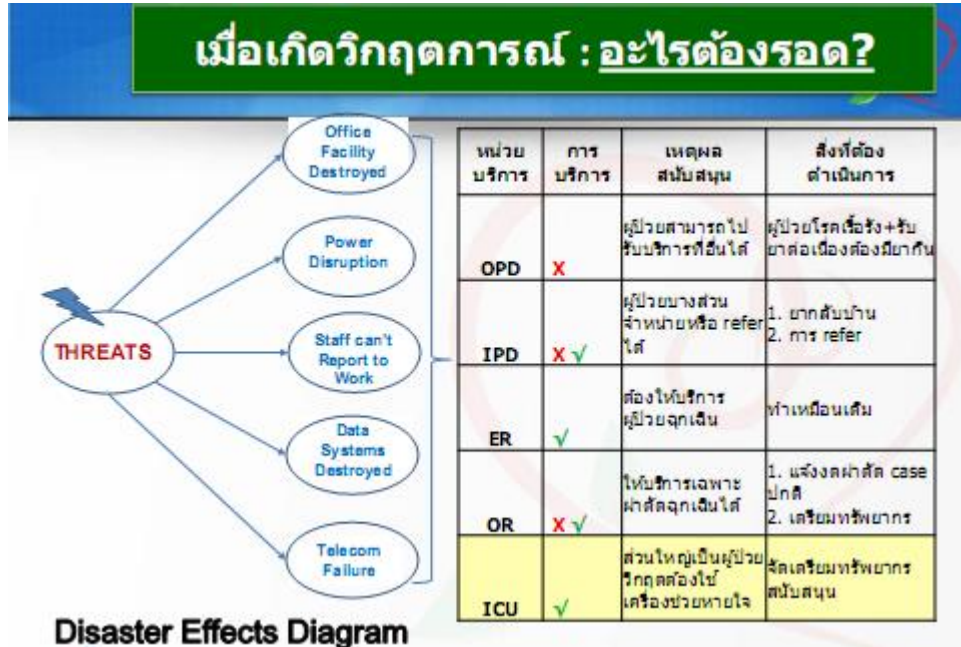 เมื่อเกิดวิกฤตการณ์ : อะไรต้องรอด?
Office
Facility
Destroyed
Power
Disruption
THREATS
Staff can't
Report to
Work
Data
Systems
Destroyed
Telecom
Failure
Disaster Effects Diagram
หน่วย
บริการ
การ
บริการ
เหตุผล
สนับสนุน
สิ่งที่ต้อง
ดำเนินการ
OPD
X
ผู้ป่วยสามารถไป
รับบริการที่อื่นได้
ผู้ป่วยโรคเรื้อรัง+รับ
ยาต่อเนื่องต้องมียากิน
IPD
X √
ผู้ป่วยบางส่วน
จำหน่ายหรือ refer
ได้
1. ยากลับบ้าน
2. การ refer
ER
√
ต้องให้บริการ
ผู้ป่วยฉุกเฉิน
ทำเหมือนเดิม
OR
X √
ให้บริการเฉพาะ
ผ่าตัดฉุกเฉินได้
1. แจ้งงดผ่าตัด case
ปกติ
2. เตรียมทรัพยากร
ICU
√
ส่วนใหญ่เป็นผู้ป่วย
วิกฤตต้องใช้
เครื่องช่วยหายใจ
จัดเตรียมทรัพยากร
สนับสนุน